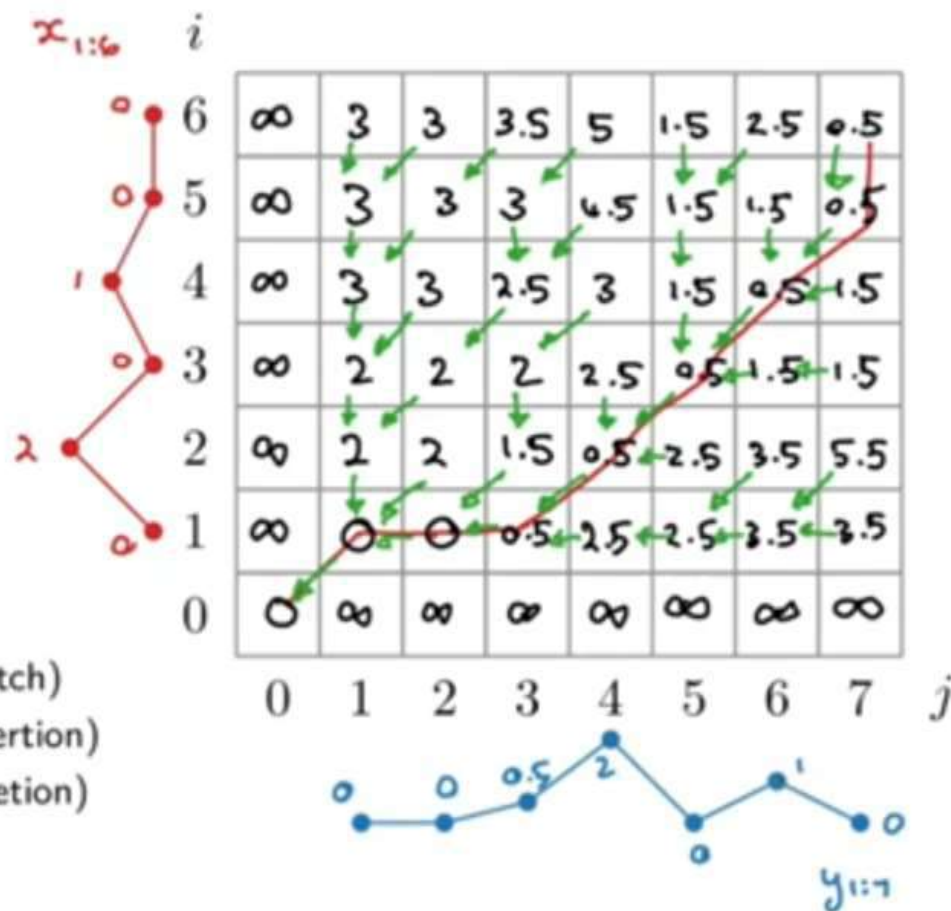 x1:6 i
0 6 ∞ 3 3 3.5 5 1.5 2.5 0.5
0 5 ∞ 3 3 3 4.5 1.5 1.5 0.5
1 4 ∞ 3 3 2.5 3 1.5 0.5 1.5
0 3 ∞ 2 2 2 2.5 0.5 1.5 1.5
2 2 ∞ 2 2 1.5 0.5 2.5 3.5 5.5
0 1 ∞ 0 0 0.5 2.5 2.5 3.5 3.5
0 0 ∞ ∞ ∞ ∞ ∞ ∞ ∞
tch)
0 1 2 3 4 5 6 7 j
ertion)
etion)
0 0 0.5 2 0 1 0
y1:7